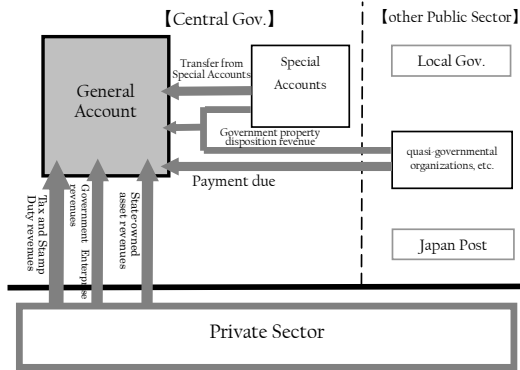 【Central Gov.】
【other Public Sector】
General
Account
Transfer from
Special Accounts
Special
Accounts
Local Gov.
Government property
disposition revenue
quasi-governmental
organizations, etc.
Payment due
Tax and Stamp
Duty revenues
Government Enterprise
revenues
State-owned
asset revenues
Japan Post
Private Sector